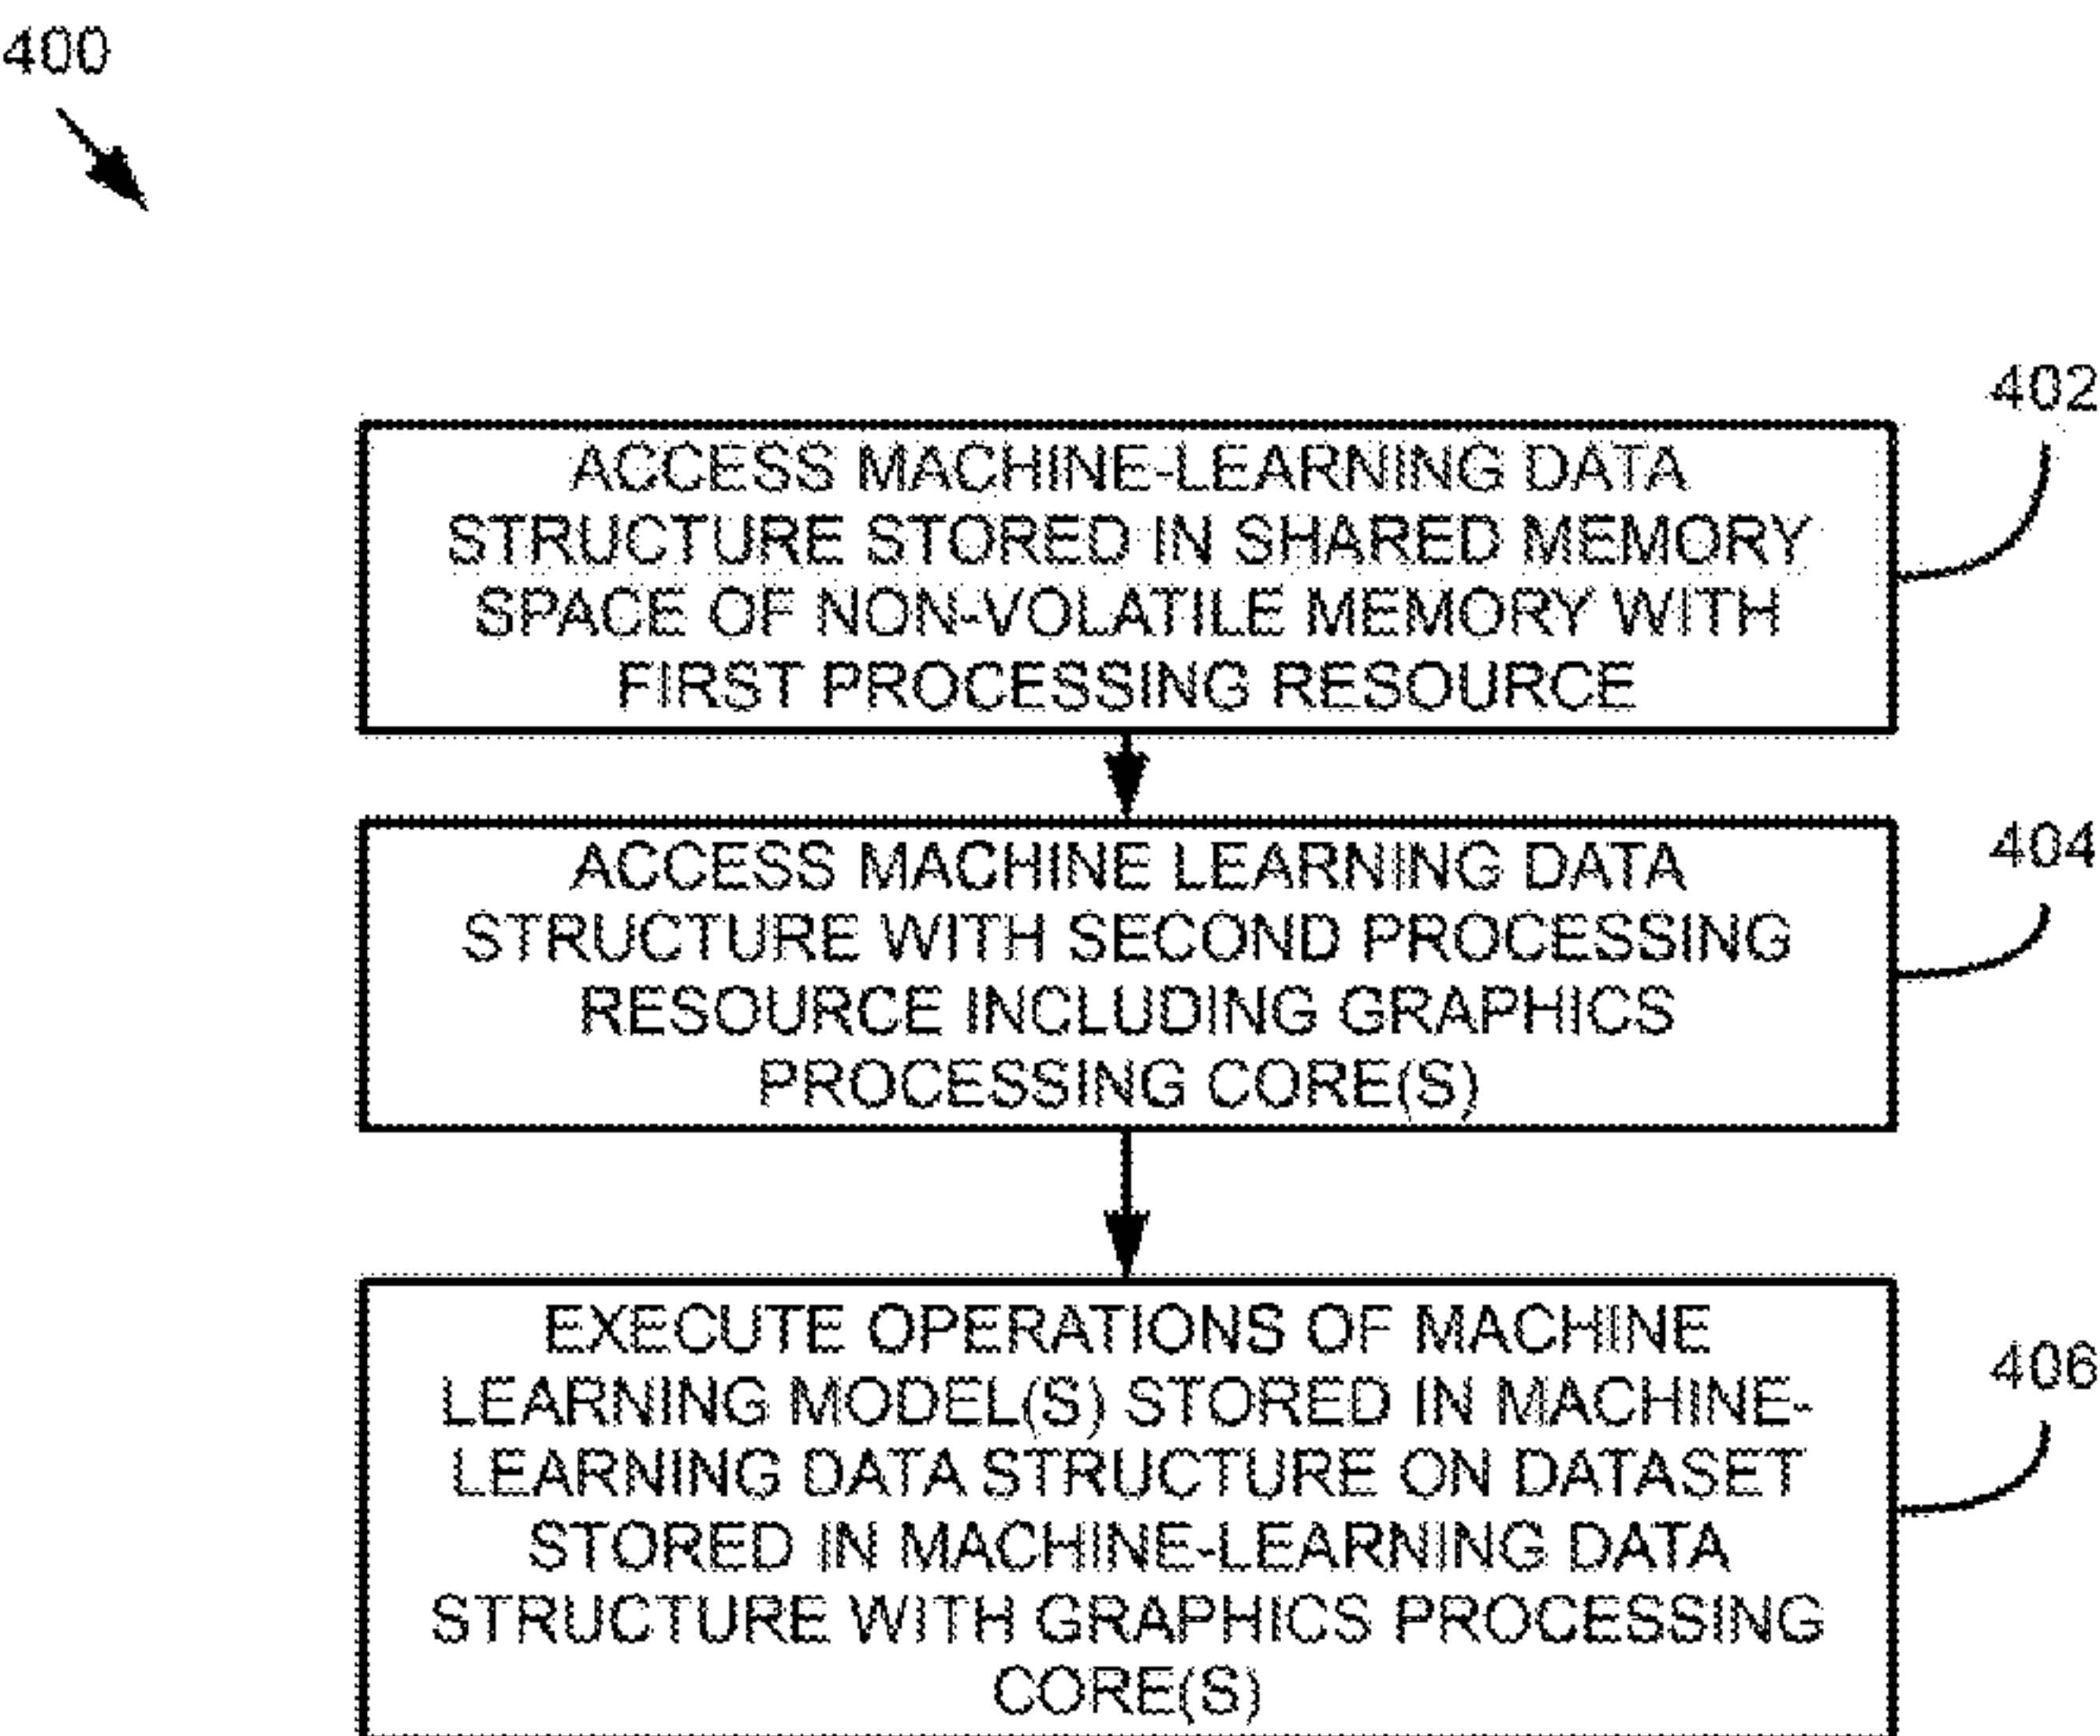 400
402
ACCESS MACHINE-LEARNING DATA
STRUCTURE STORED IN SHARED MEMORY
SPACE OF NON-VOLATILE MEMORY WITH
FIRST PROCESSING RESOURCE
404
ACCESS MACHINE LEARNING DATA
STRUCTURE WITH SECOND PROCESSING
RESOURCE INCLUDING GRAPHICS
PROCESSING CORE(S)
406
EXECUTE OPERATIONS OF MACHINE
LEARNING MODEL(S) STORED IN MACHINE-
LEARNING DATA STRUCTURE ON DATASET
STORED IN MACHINE-LEARNING DATA
STRUCTURE WITH GRAPHICS PROCESSING
CORE(S)